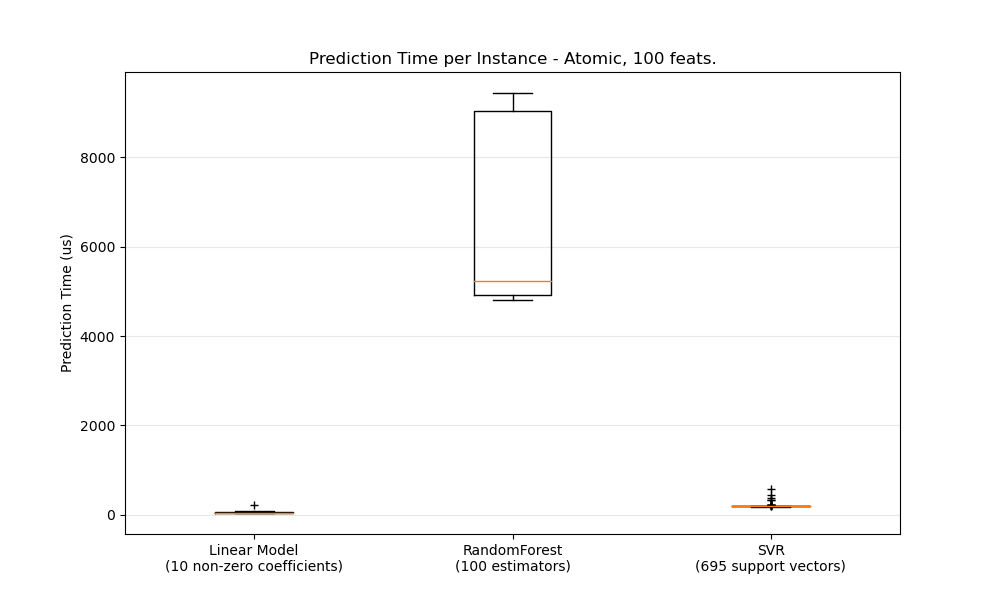 Prediction Time per Instance - Atomic, 100 feats.
Prediction Time (us)
8000
6000
4000
2000
0
Linear Model
(10 non-zero coefficients)
RandomForest
(100 estimators)
SVR
(695 support vectors)